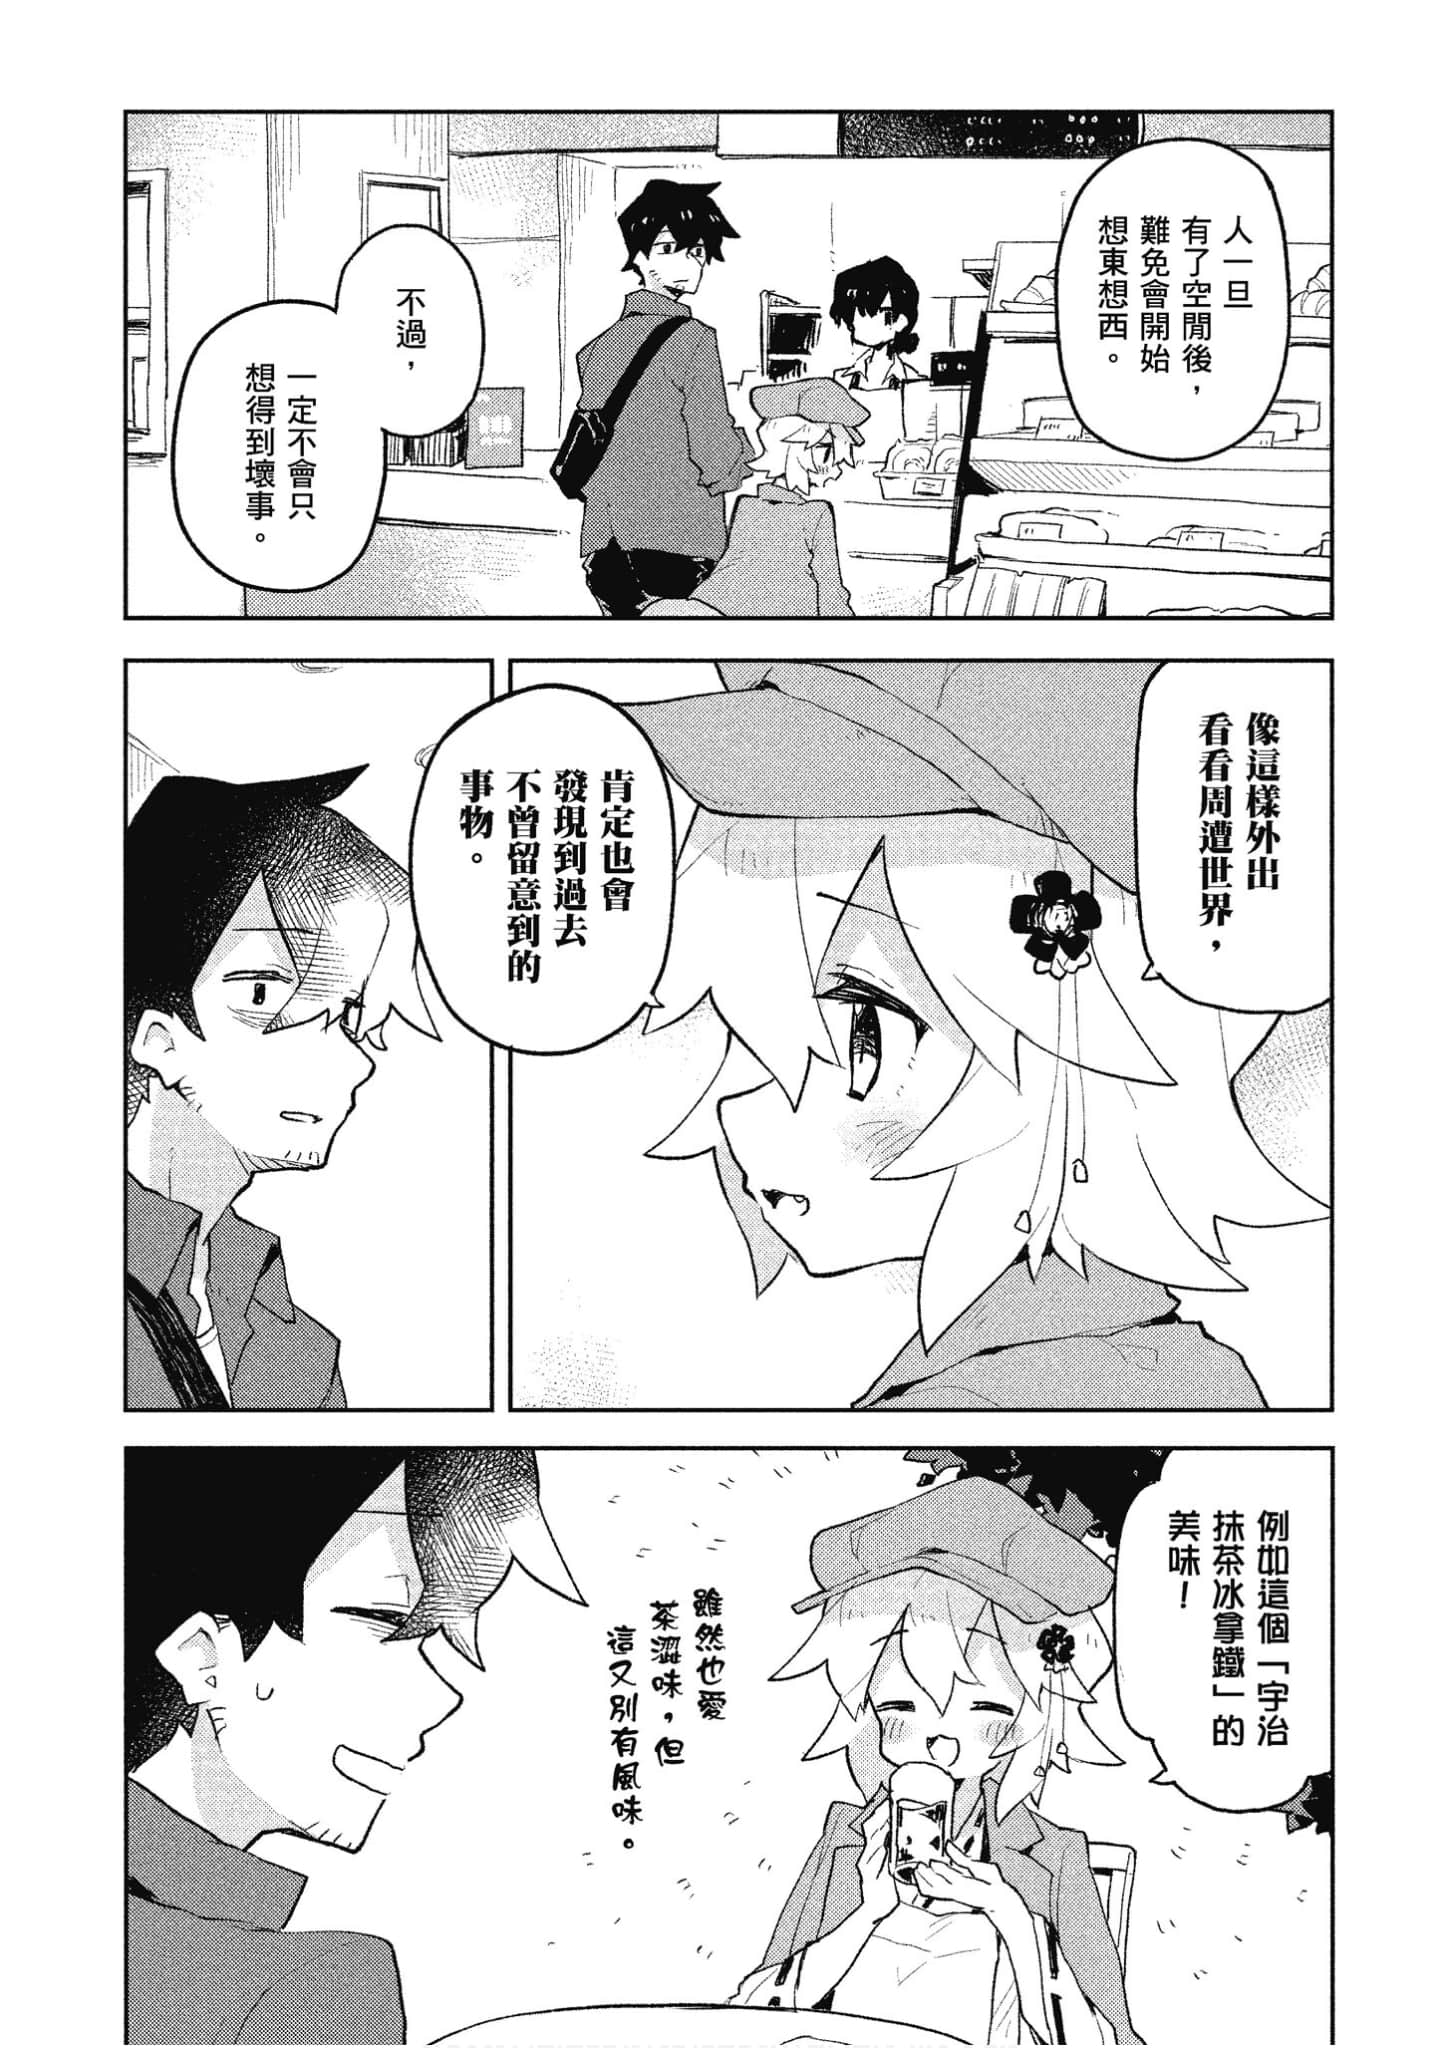 人一旦
有了空閒後，
難免會開始
想東想西。
不過，
一定不會只
想得到壞事。
像這樣外出
看看周遭世界，
肯定也會
發現到過去
不曾留意到的
事物。
例如這個「宇治
抹茶冰拿鐵」的
美味！
雖然也愛
茶澀味，但
這又別有風味。